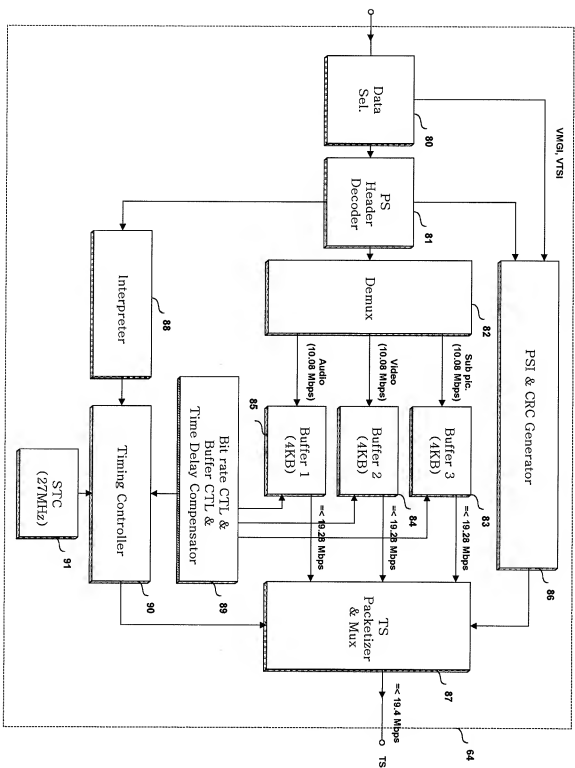 VMGI, VTSI
Data
Sel.
80
PS
Header
Decoder
81
PSI & CRC Generator
86
Demux
82
Sub pic.
(10.08 Mbps)
Video
(10.08 Mbps)
Audio
(10.08 Mbps)
Buffer 3
(4KB)
83
Buffer 2
(4KB)
84
Buffer 1
(4KB)
85
=< 19.28 Mbps
=< 19.28 Mbps
=< 19.28 Mbps
TS
Packetizer
& Mux
87
=< 19.4 Mbps
TS
64
Interpreter
88
Bit rate CTL &
Buffer CTL &
Time Delay Compensator
89
Timing Controller
90
STC
(27MHz)
91